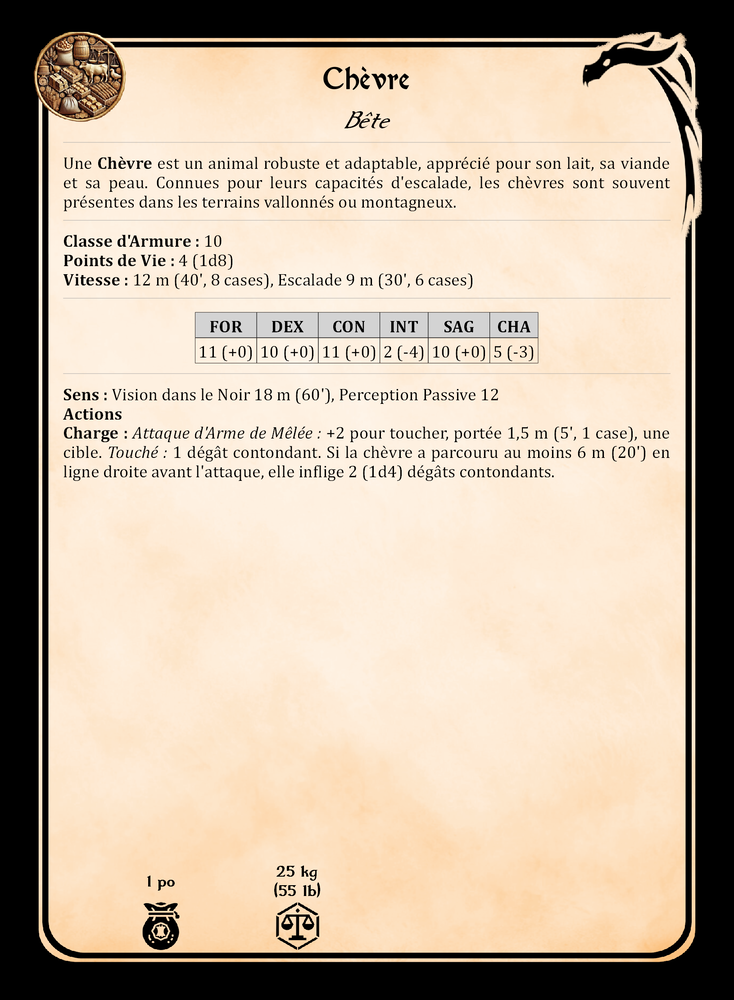 Chèvre
Bête
Une Chèvre est un animal robuste et adaptable, apprécié pour son lait, sa viande
et sa peau. Connues pour leurs capacités d'escalade, les chèvres sont souvent
présentes dans les terrains vallonnés ou montagneux.
Classe d'Armure : 10
Points de Vie : 4 (1d8)
Vitesse : 12 m (40', 8 cases), Escalade 9 m (30', 6 cases)
FOR DEX CON INT SAG CHA
11 (+0) 10 (+0) 11 (+0) 2 (-4) 10 (+0) 5 (-3)
Sens : Vision dans le Noir 18 m (60'), Perception Passive 12
Actions
Charge : Attaque d'Arme de Mêlée : +2 pour toucher, portée 1,5 m (5', 1 case), une
cible. Touché : 1 dégât contondant. Si la chèvre a parcouru au moins 6 m (20') en
ligne droite avant l'attaque, elle inflige 2 (1d4) dégâts contondants.
1 po
25 kg
(55 lb)